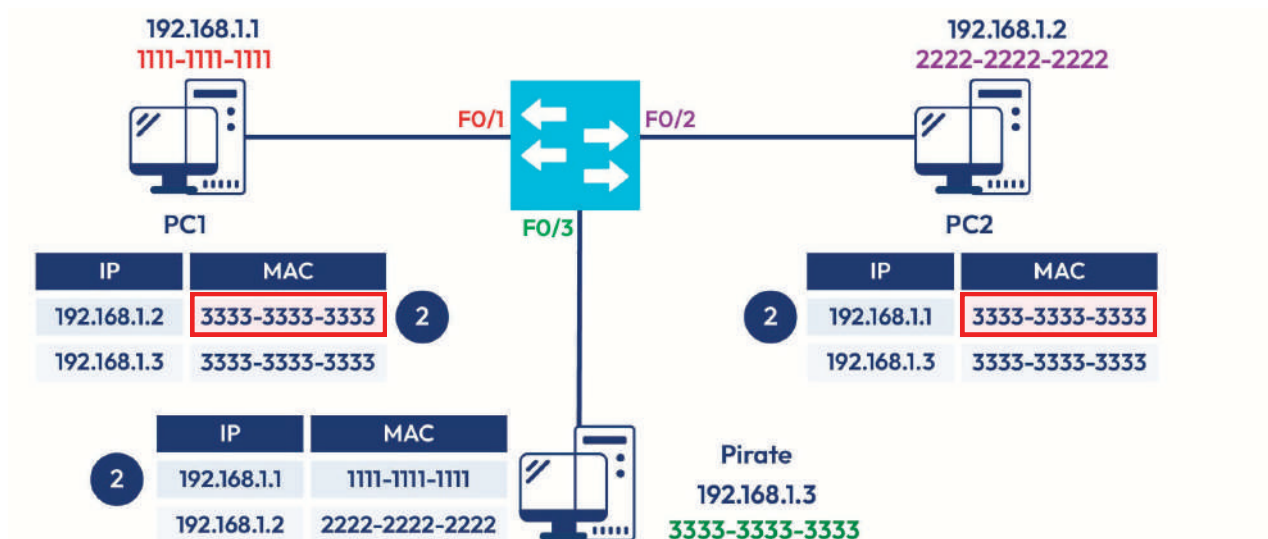 192.168.1.1
1111-1111-1111
192.168.1.2
2222-2222-2222
F0/1
F0/2
F0/3
PC1
PC2
IP MAC
192.168.1.2 3333-3333-3333
192.168.1.3 3333-3333-3333
2
IP MAC
2
192.168.1.1 3333-3333-3333
192.168.1.3 3333-3333-3333
IP MAC
2
192.168.1.1 1111-1111-1111
192.168.1.2 2222-2222-2222
Pirate
192.168.1.3
3333-3333-3333